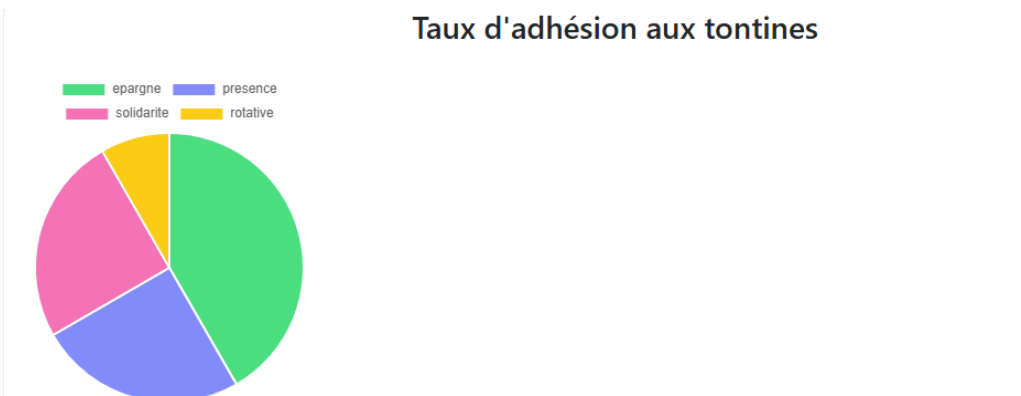 Taux d'adhésion aux tontines
epargne presence
solidarite rotative